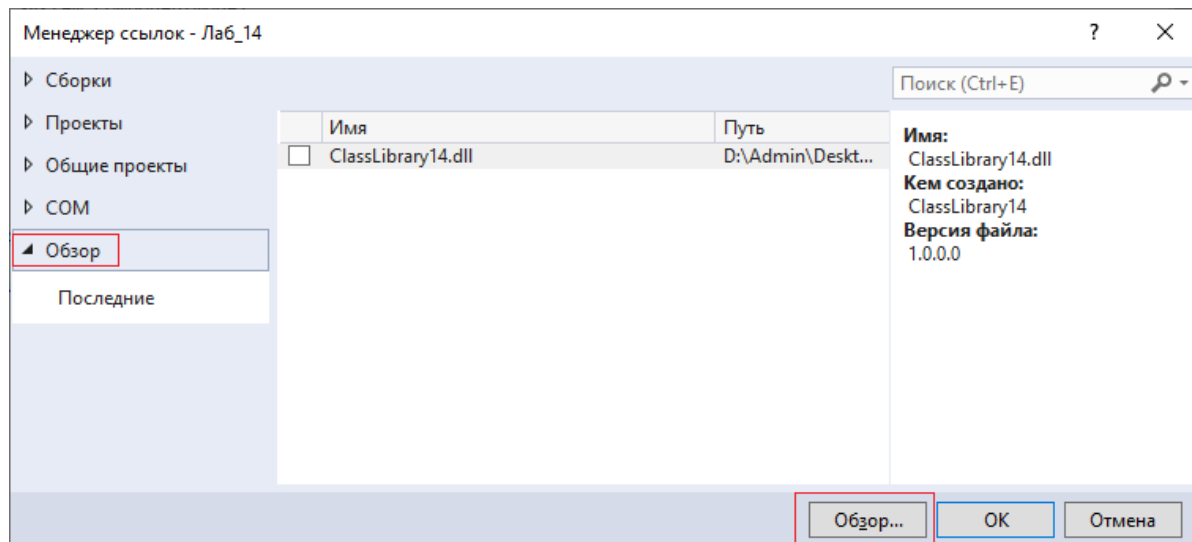 Менеджер ссылок - Лаб_14
?
Сборки
Проекты
Общие проекты
COM
Обзор
Последние
Имя Путь
ClassLibrary14.dll D:\Admin\Deskt...
Поиск (Ctrl+E)
Имя:
ClassLibrary14.dll
Кем создано:
ClassLibrary14
Версия файла:
1.0.0.0
Обзор... OK Отмена